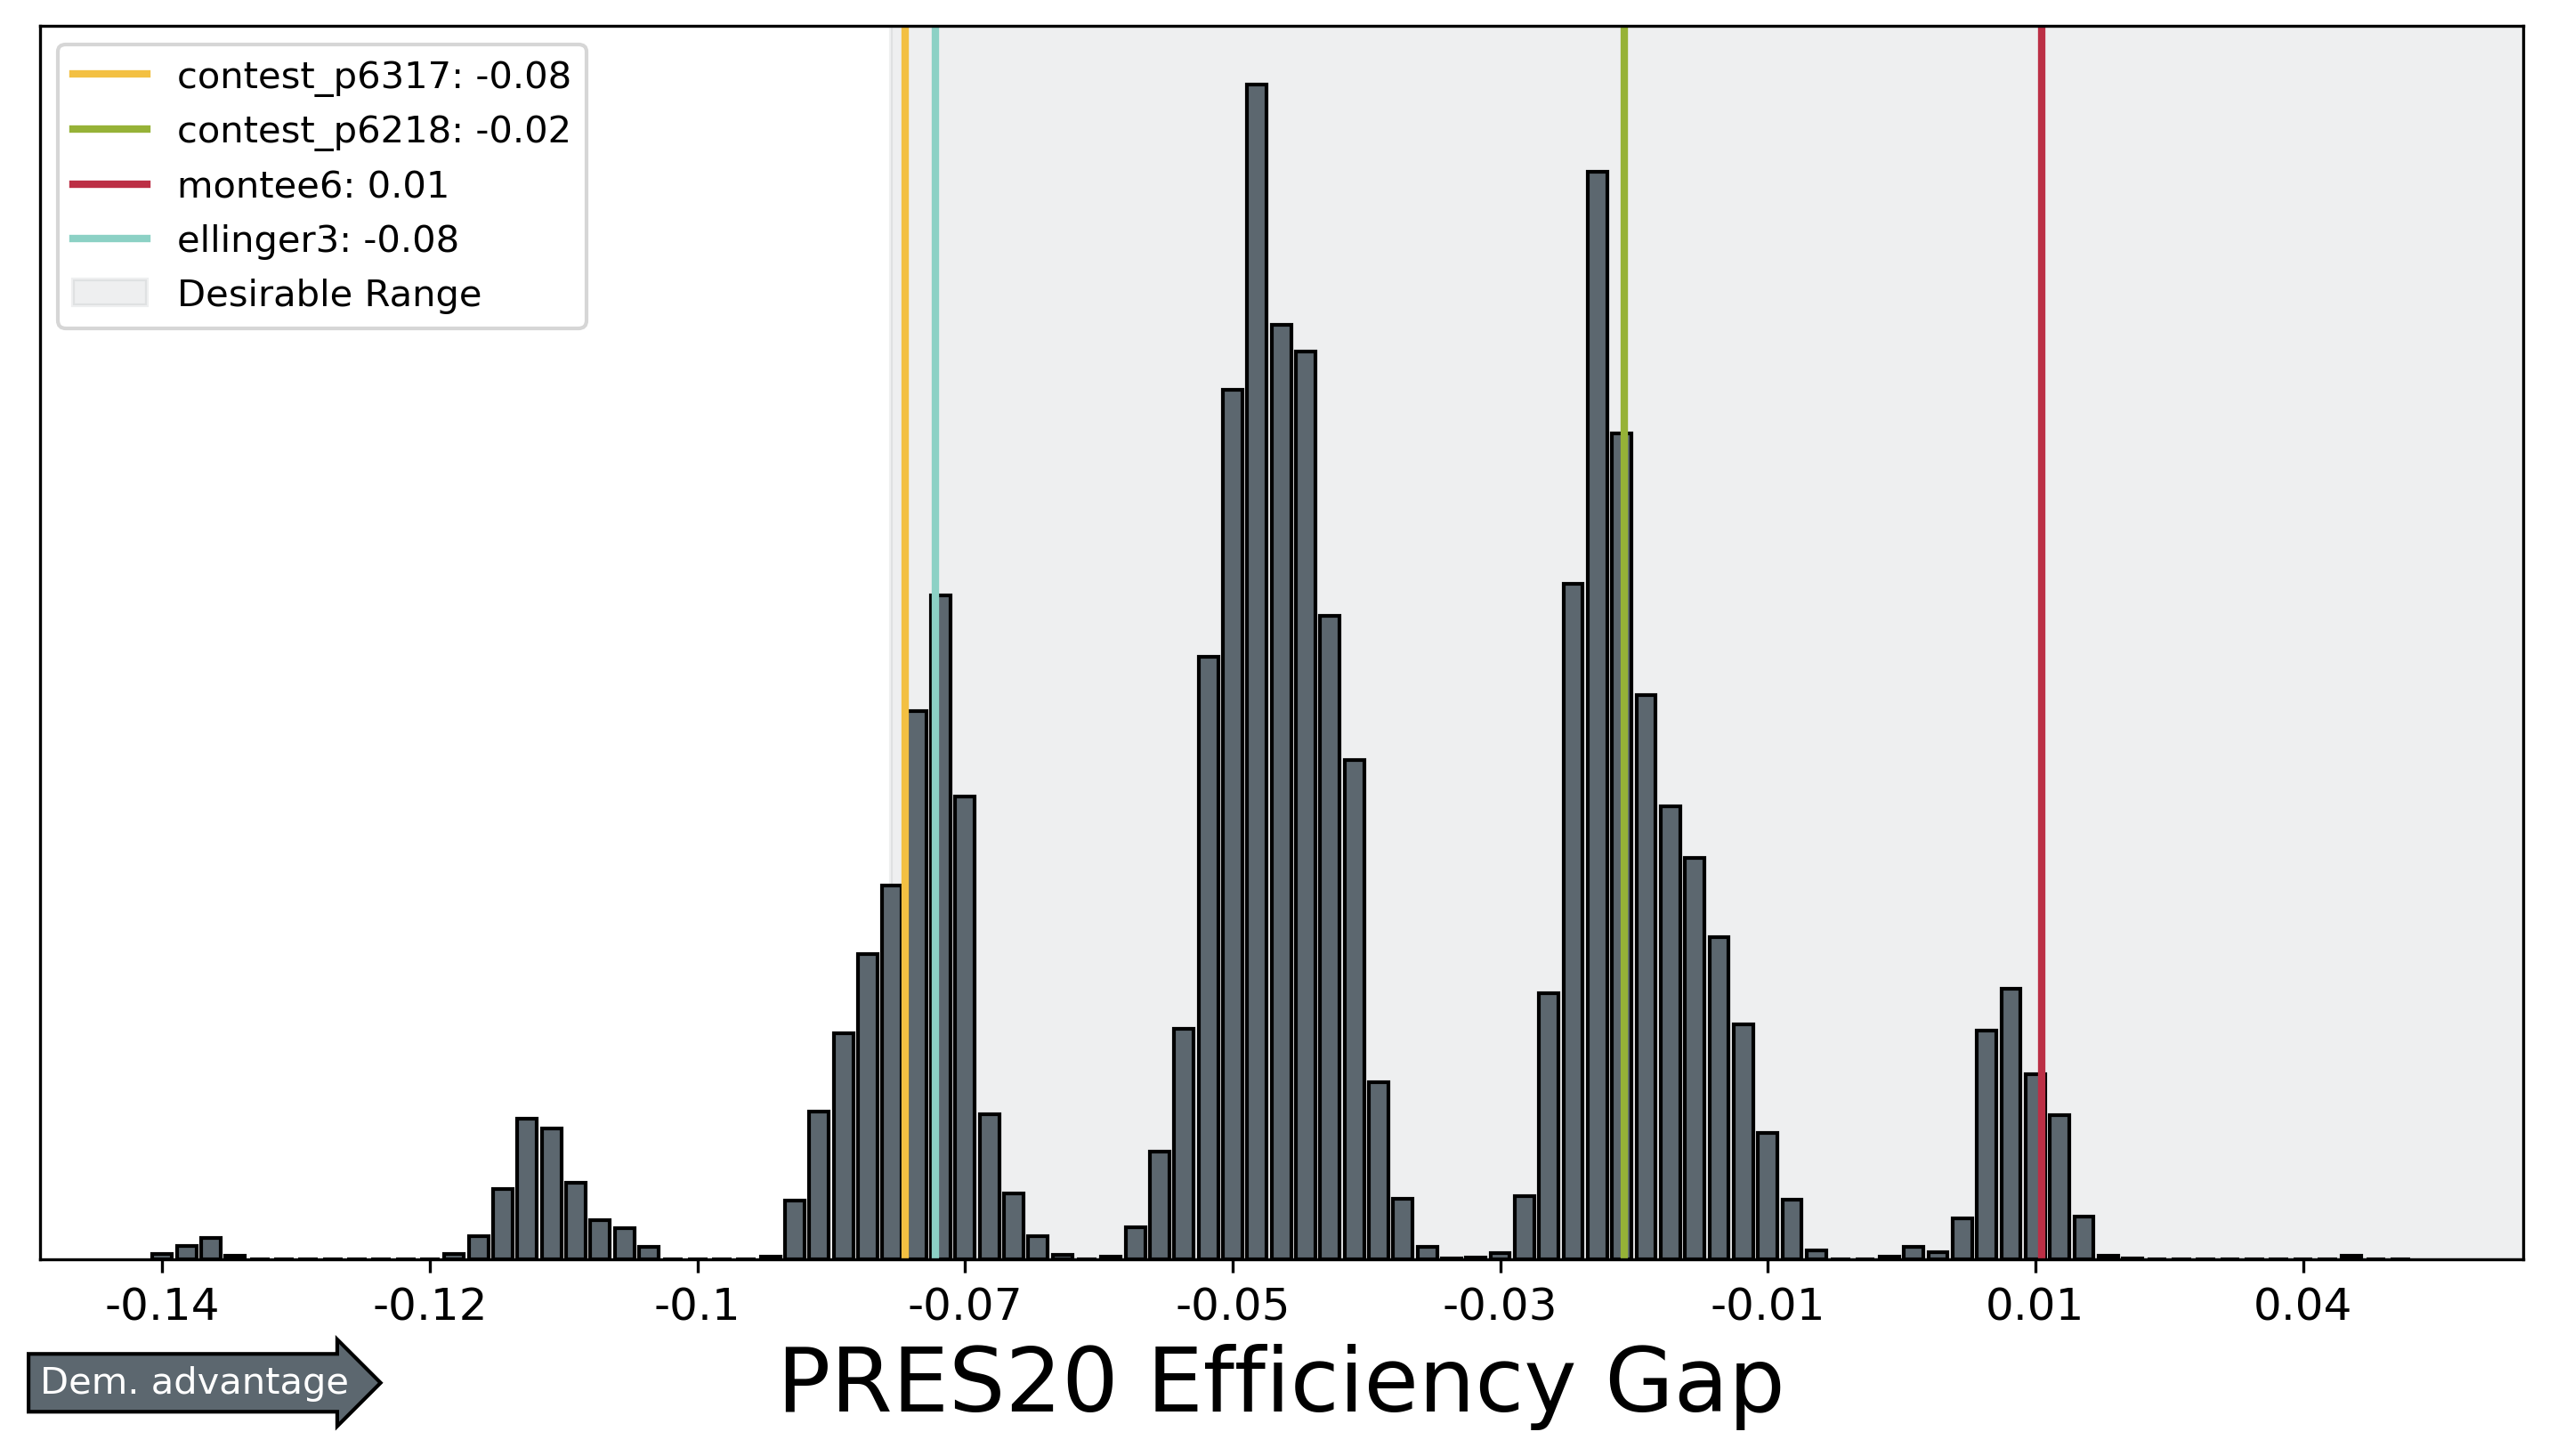 contest_p6317: -0.08
contest_p6218: -0.02
montee6: 0.01
ellinger3: -0.08
Desirable Range
-0.14 -0.12 -0.1 -0.07 -0.05 -0.03 -0.01 0.01 0.04
Dem. advantage
PRES20 Efficiency Gap